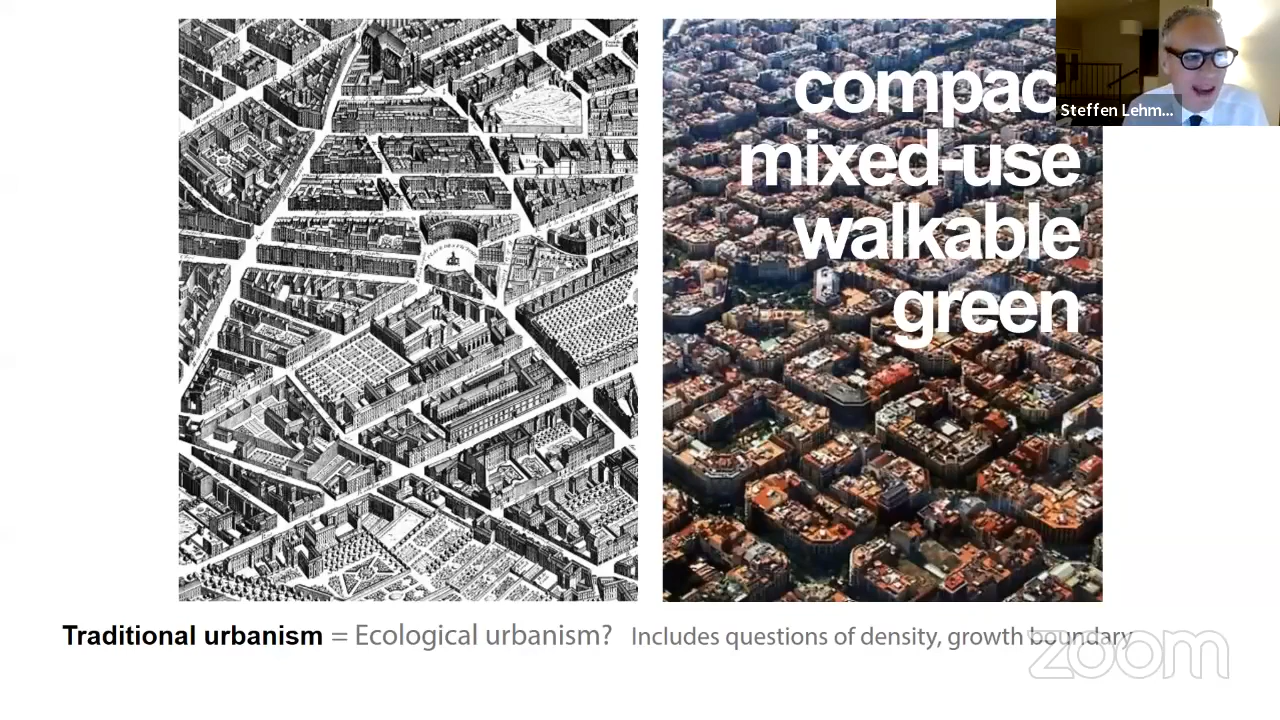 compac
mixed-use
walkable
green
Steffen Lehm...
Traditional urbanism = Ecological urbanism? Includes questions of density, growth boundary
zoom